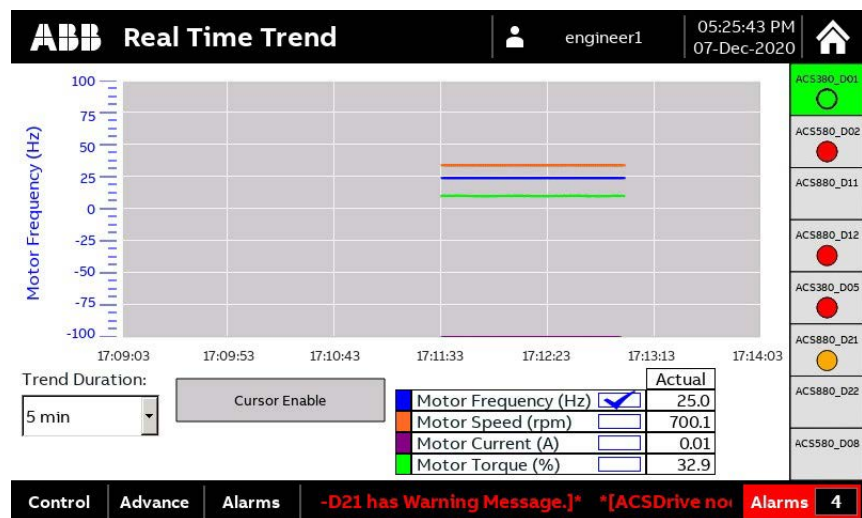 ABB Real Time Trend engineer1 05:25:43 PM
07-Dec-2020
100
75
50
25
0
-25
-50
-75
-100
Motor Frequency (Hz)
17:09:03 17:09:53 17:10:43 17:11:33 17:12:23 17:13:13 17:14:03
ACS380_D01
ACS580_D02
ACS880_D11
ACS880_D12
ACS380_D05
ACS880_D21
ACS880_D22
ACS580_D08
Trend Duration:
5 min
Cursor Enable
Actual
Motor Frequency (Hz) 25.0
Motor Speed (rpm) 700.1
Motor Current (A) 0.01
Motor Torque (%) 32.9
Control Advance Alarms -D21 has Warning Message.]* *[ACSDrive no Alarms 4